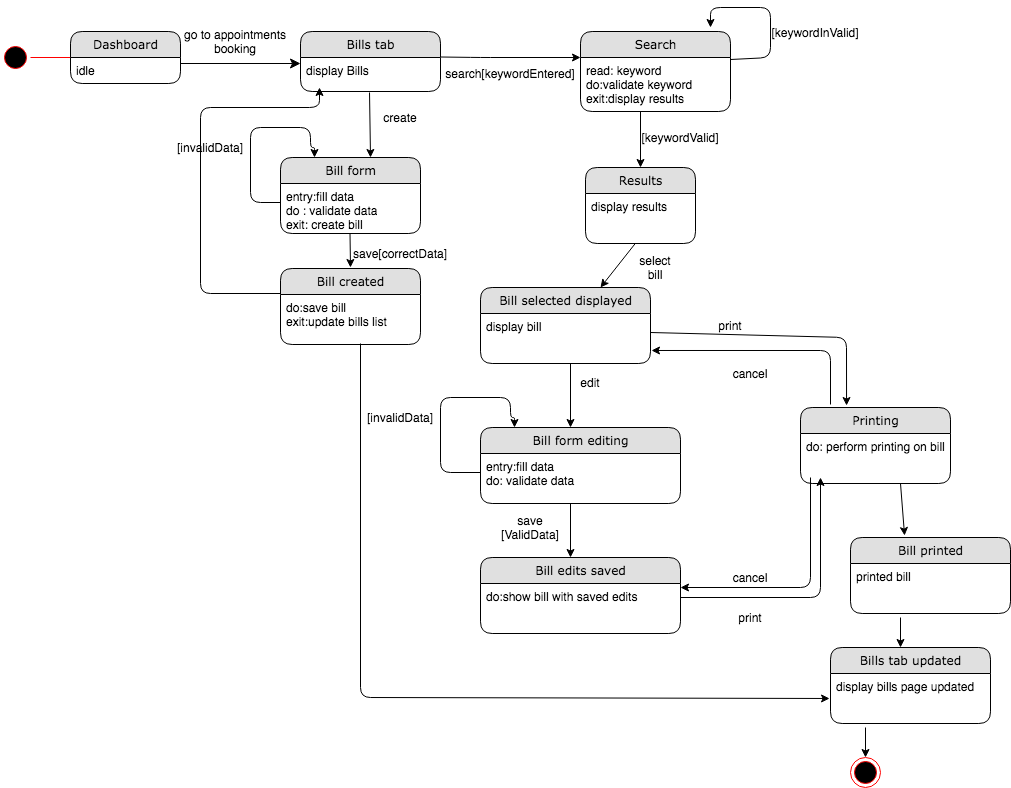 Dashboard
idle
go to appointments
booking
Bills tab
display Bills
search[keywordEntered]
Search
read: keyword
do:validate keyword
exit:display results
[keywordInValid]
create
[keywordValid]
[invalidData]
Bill form
entry:fill data
do : validate data
exit: create bill
Results
display results
save[correctData]
select
bill
Bill created
do:save bill
exit:update bills list
Bill selected displayed
display bill
print
cancel
edit
[invalidData]
Bill form editing
entry:fill data
do: validate data
Printing
do: perform printing on bill
save
[ValidData]
Bill edits saved
do:show bill with saved edits
cancel
print
Bill printed
printed bill
Bills tab updated
display bills page updated